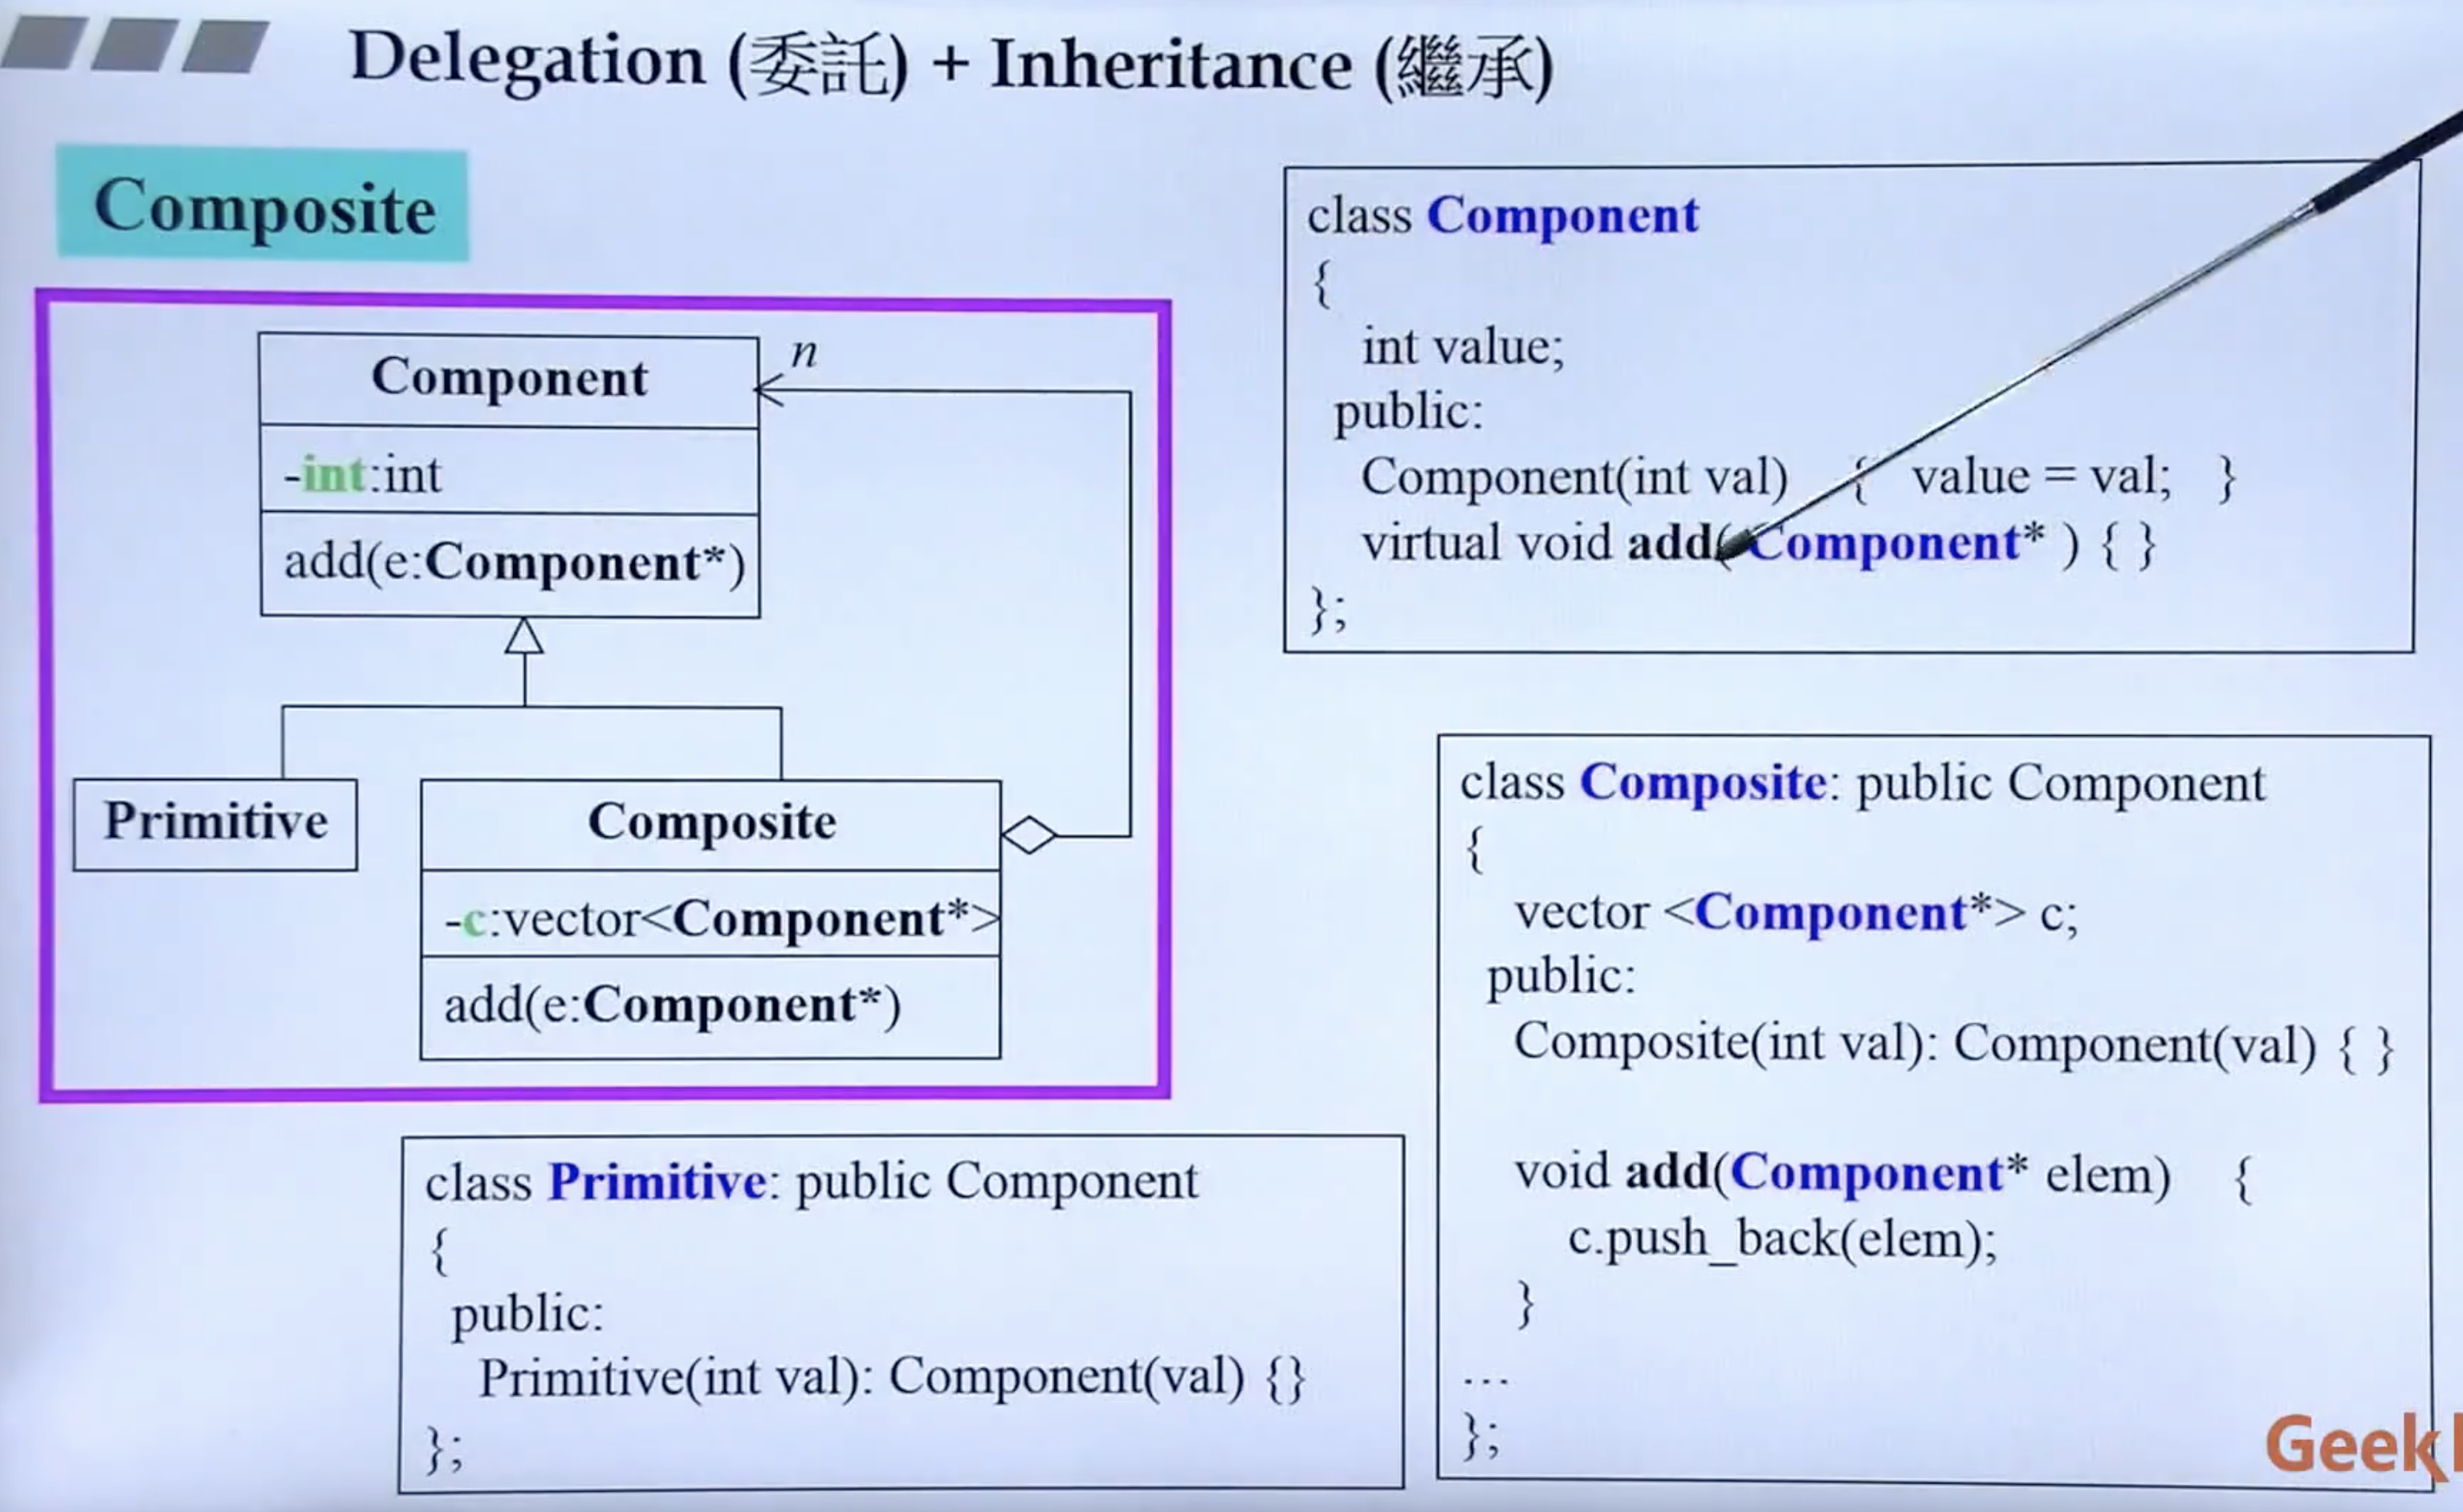 Delegation (委託) + Inheritance (繼承)
Composite
Component
n
-int:int
add(e:Component*)
Primitive
Composite
-c:vector<Component*>
add(e:Component*)
class Component
{
int value;
public:
Component(int val) { value = val; }
virtual void add( Component* ) { }
};
class Composite: public Component
{
vector <Component*> c;
public:
Composite(int val): Component(val) { }
void add(Component* elem) {
c.push_back(elem);
}
...
};
class Primitive: public Component
{
public:
Primitive(int val): Component(val) {}
};
Geek